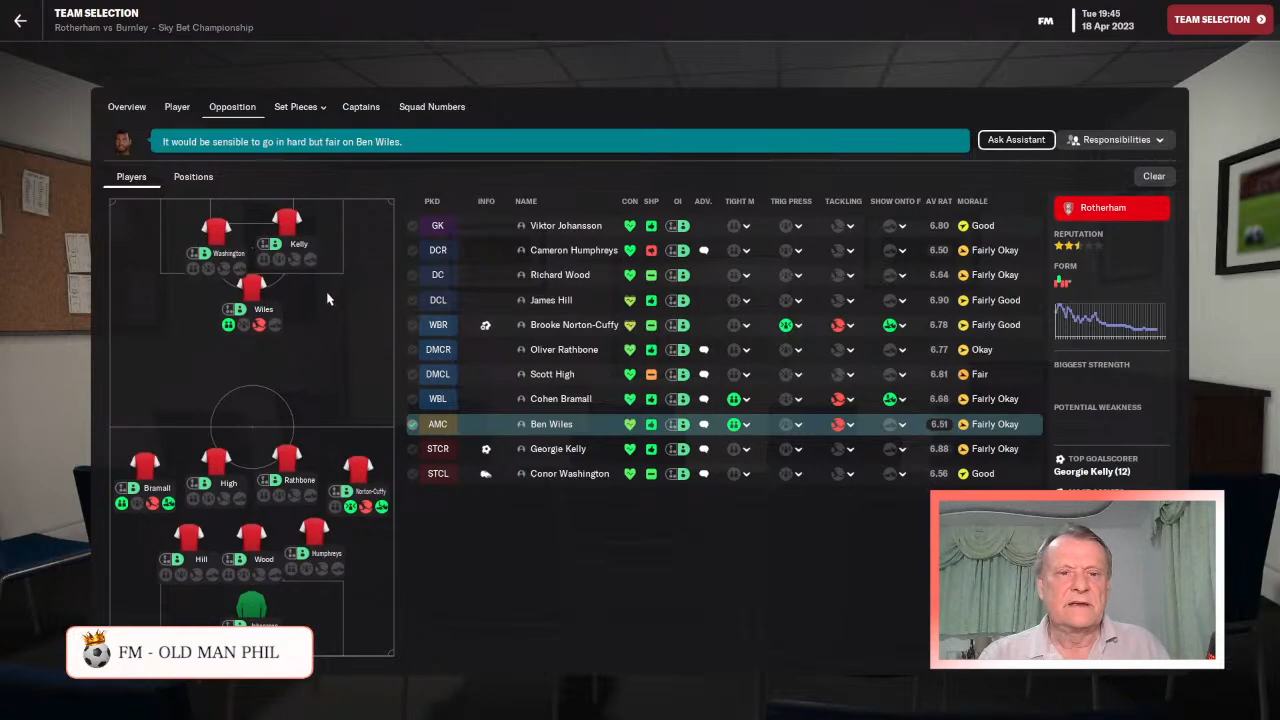 TEAM SELECTION
Rotherham vs Burnley - Sky Bet Championship
FM
Tue 19:45
18 Apr 2023
TEAM SELECTION
Overview Player Opposition Set Pieces Captains Squad Numbers
It would be sensible to go in hard but fair on Ben Wiles.
Ask Assistant
Responsibilities
Players Positions
Clear
PKD INFO NAME CON SHP OI ADV. TIGHT M TRIG PRESS TACKLING SHOW ONTO F AV RAT MORALE
GK Viktor Johansson 6.80 Good
DCR Cameron Humphreys 6.50 Fairly Okay
DC Richard Wood 6.64 Fairly Okay
DCL James Hill 6.90 Fairly Good
WBR Brooke Norton-Cuffy 6.78 Fairly Good
DMCR Oliver Rathbone 6.77 Okay
DMCL Scott High 6.81 Fair
WBL Cohen Bramall 6.68 Fairly Okay
AMC Ben Wiles 6.51 Fairly Okay
STCR Georgie Kelly 6.88 Fairly Okay
STCL Conor Washington 6.56 Good
Washington
Kelly
Wiles
Bramall
High
Rathbone
Norton-Cuffy
Hill
Wood
Humphreys
Rotherham
REPUTATION
FORM
BIGGEST STRENGTH
POTENTIAL WEAKNESS
TOP GOALSCORER
Georgie Kelly (12)
FM - OLD MAN PHIL